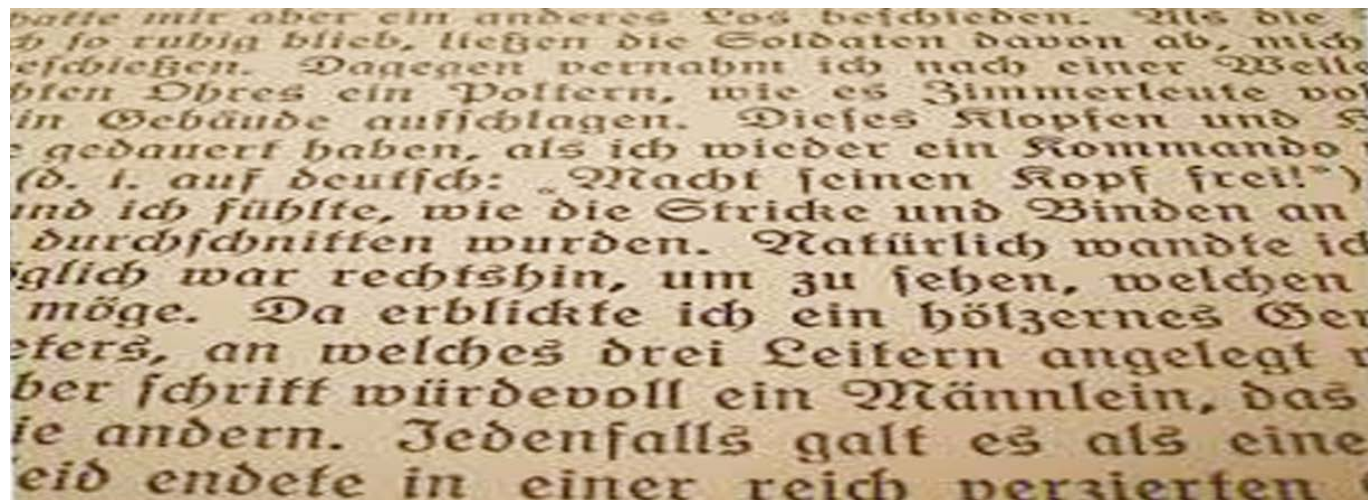 hatte mir aber ein anderes Los beschieden. Als die
h so ruhig blieb, ließen die Soldaten davon ab, mich
eschießen. Dagegen vernahm ich nach einer Weile
hten Ohres ein Poltern, wie es Zimmerleute vo
in Gebäude aufschlagen. Dieses Klopfen und K
e gedauert haben, als ich wieder ein Kommando
(d. i. auf deutsch: „Macht seinen Kopf frei!“)
und ich fühlte, wie die Stricke und Binden an
durchschnitten wurden. Natürlich wandte ich
glich war rechtshin, um zu sehen, welchen
möge. Da erblickte ich ein hölzernes Ger
eters, an welches drei Leitern angelegt
ber schritt würdevoll ein Männlein, das
ie andern. Jedenfalls galt es als eine
eid endete in einer reich verzierten